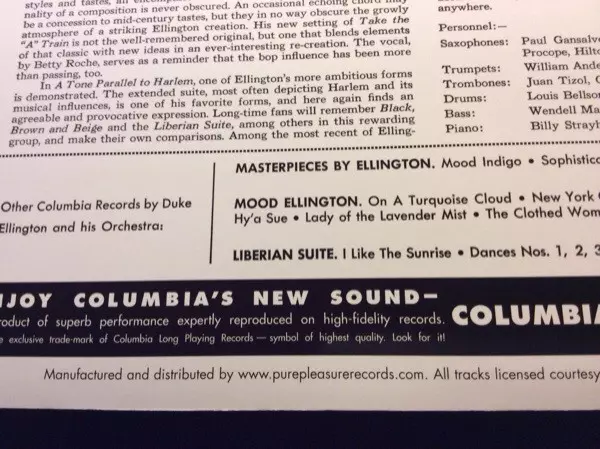 styles and tastes, an
nality of a composition is never obscured. An occasional echoing chord may
be a concession to mid-century tastes, but they in no way obscure the growly
atmosphere of a striking Ellington creation. His new setting of Take the
"A" Train is not the well-remembered original, but one that blends elements
of that classic with new ideas in an ever-interesting re-creation. The vocal,
by Betty Roche, serves as a reminder that the bop influence has been more
than passing, too.
In A Tone Parallel to Harlem, one of Ellington's more ambitious forms
is demonstrated. The extended suite, most often depicting Harlem and its
musical influences, is one of his favorite forms, and here again finds an
agreeable and provocative expression. Long-time fans will remember Black,
Brown and Beige and the Liberian Suite, among others in this rewarding
group, and make their own comparisons. Among the most recent of Elling-
anywhere.
Personnel:—
Saxophones: Paul Gonsalv
Procope, Hilto
Trumpets: William Ande
Trombones: Juan Tizol, C
Drums: Louis Bellson
Bass: Wendell Ma
Piano: Billy Strayh
Other Columbia Records by Duke
Ellington and his Orchestra:
MASTERPIECES BY ELLINGTON. Mood Indigo • Sophistica
MOOD ELLINGTON. On A Turquoise Cloud • New York
Hy'a Sue • Lady of the Lavender Mist • The Clothed Wom
LIBERIAN SUITE. I Like The Sunrise • Dances Nos. 1, 2, 3
NJOY COLUMBIA'S NEW SOUND—
roduct of superb performance expertly reproduced on high-fidelity records.
e exclusive trade-mark of Columbia Long Playing Records — symbol of highest quality. Look for it!
COLUMBIA
Manufactured and distributed by www.purepleasurerecords.com. All tracks licensed courtesy